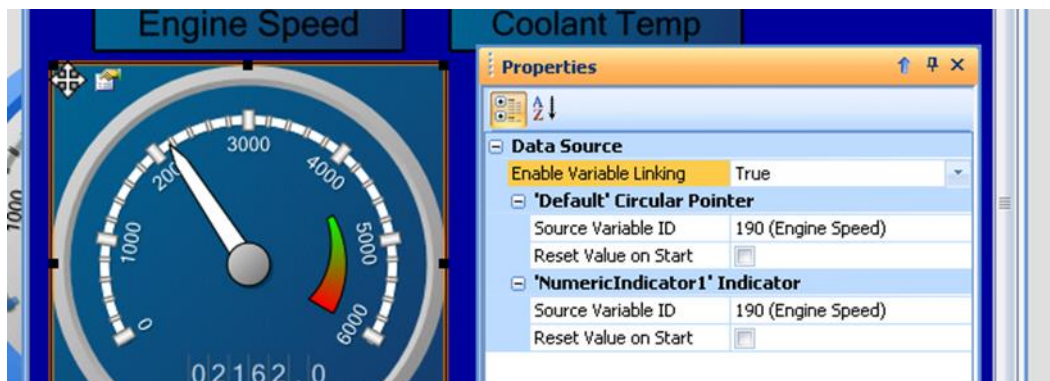 Engine Speed
Coolant Temp
Properties
Data Source
Enable Variable Linking True
'Default' Circular Pointer
Source Variable ID 190 (Engine Speed)
Reset Value on Start
'NumericIndicator1' Indicator
Source Variable ID 190 (Engine Speed)
Reset Value on Start
0
1000
200
3000
4000
5000
6000
02162.0
1000